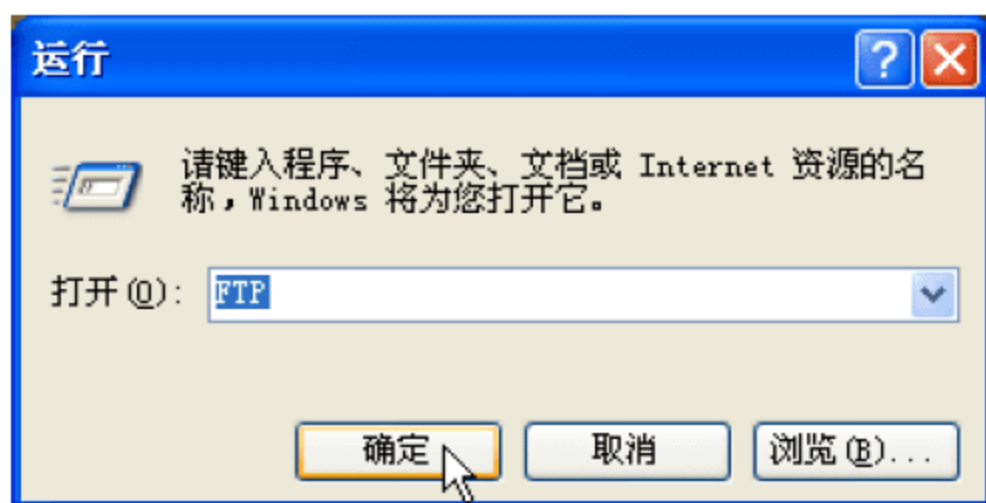 运行
请键入程序、文件夹、文档或 Internet 资源的名
称，Windows 将为您打开它。
打开(O): FTP
确定 取消 浏览(B)...